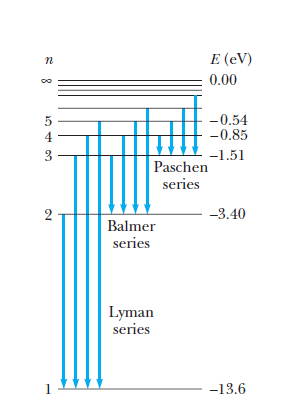 n E (eV)
∞ 0.00
5 –0.54
4 –0.85
3 –1.51
Paschen
series
2 –3.40
Balmer
series
Lyman
series
1 –13.6